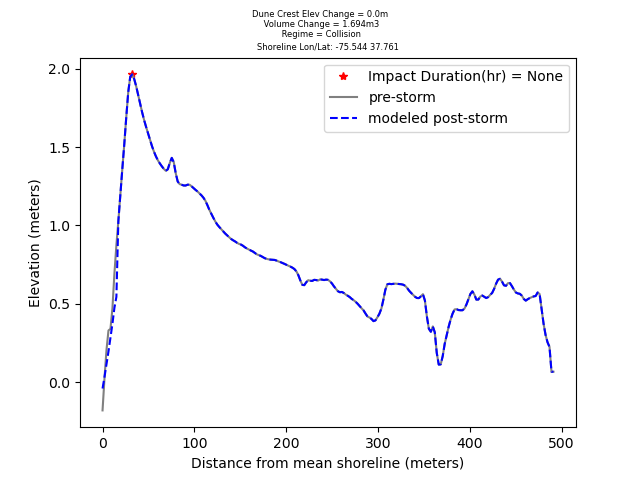 Dune Crest Elev Change = 0.0m
Volume Change = 1.694m3
Regime = Collision
Shoreline Lon/Lat: -75.544 37.761
Impact Duration(hr) = None
pre-storm
modeled post-storm
Elevation (meters)
2.0
1.5
1.0
0.5
0.0
0 100 200 300 400 500
Distance from mean shoreline (meters)